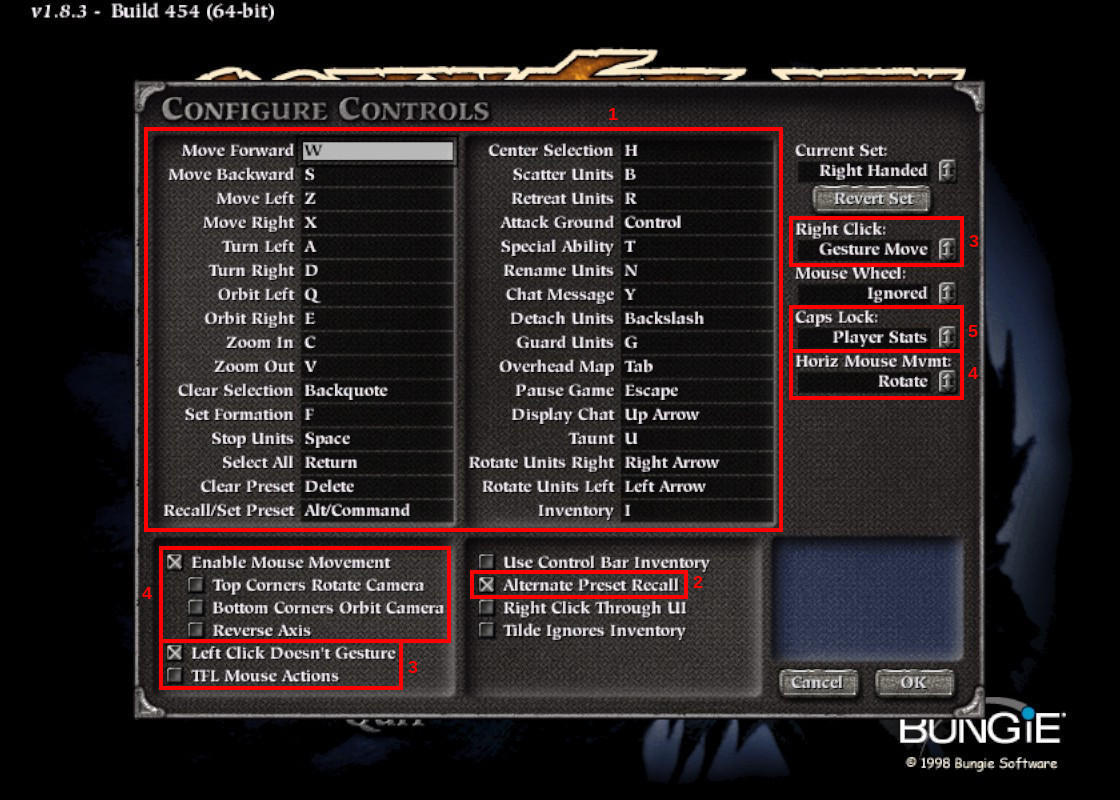 v1.8.3 - Build 454 (64-bit)
Configure Controls
1
Move Forward W
Move Backward S
Move Left Z
Move Right X
Turn Left A
Turn Right D
Orbit Left Q
Orbit Right E
Zoom In C
Zoom Out V
Clear Selection Backquote
Set Formation F
Stop Units Space
Select All Return
Clear Preset Delete
Recall/Set Preset Alt/Command
Center Selection H
Scatter Units B
Retreat Units R
Attack Ground Control
Special Ability T
Rename Units N
Chat Message Y
Detach Units Backslash
Guard Units G
Overhead Map Tab
Pause Game Escape
Display Chat Up Arrow
Taunt U
Rotate Units Right Right Arrow
Rotate Units Left Left Arrow
Inventory I
Current Set:
Right Handed
Revert Set
Right Click:
Gesture Move
3
Mouse Wheel:
Ignored
Caps Lock:
Player Stats
5
Horiz Mouse Mvmt:
Rotate
4
Enable Mouse Movement
Top Corners Rotate Camera
4
Bottom Corners Orbit Camera
Reverse Axis
Left Click Doesn't Gesture
3
TFL Mouse Actions
Use Control Bar Inventory
Alternate Preset Recall
2
Right Click Through UI
Tilde Ignores Inventory
Cancel
OK
Quit
BUNGiE
© 1998 Bungie Software